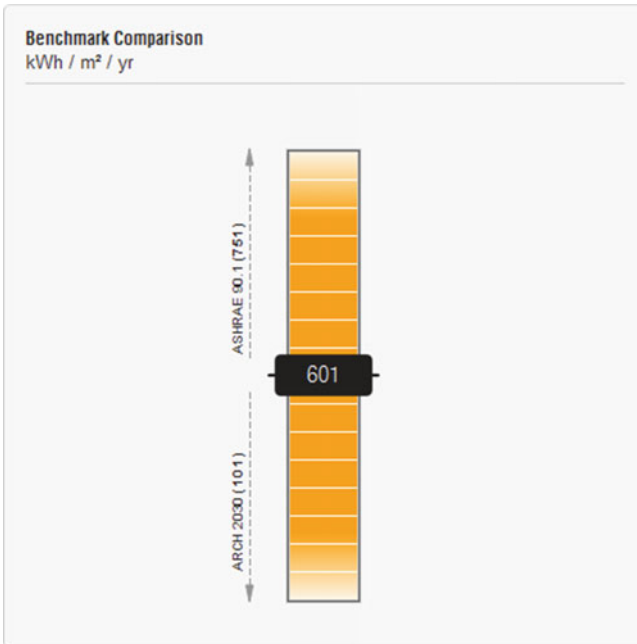 Benchmark Comparison
kWh / m² / yr
ASHRAE 90.1 (751)
601
ARCH 2030 (101)